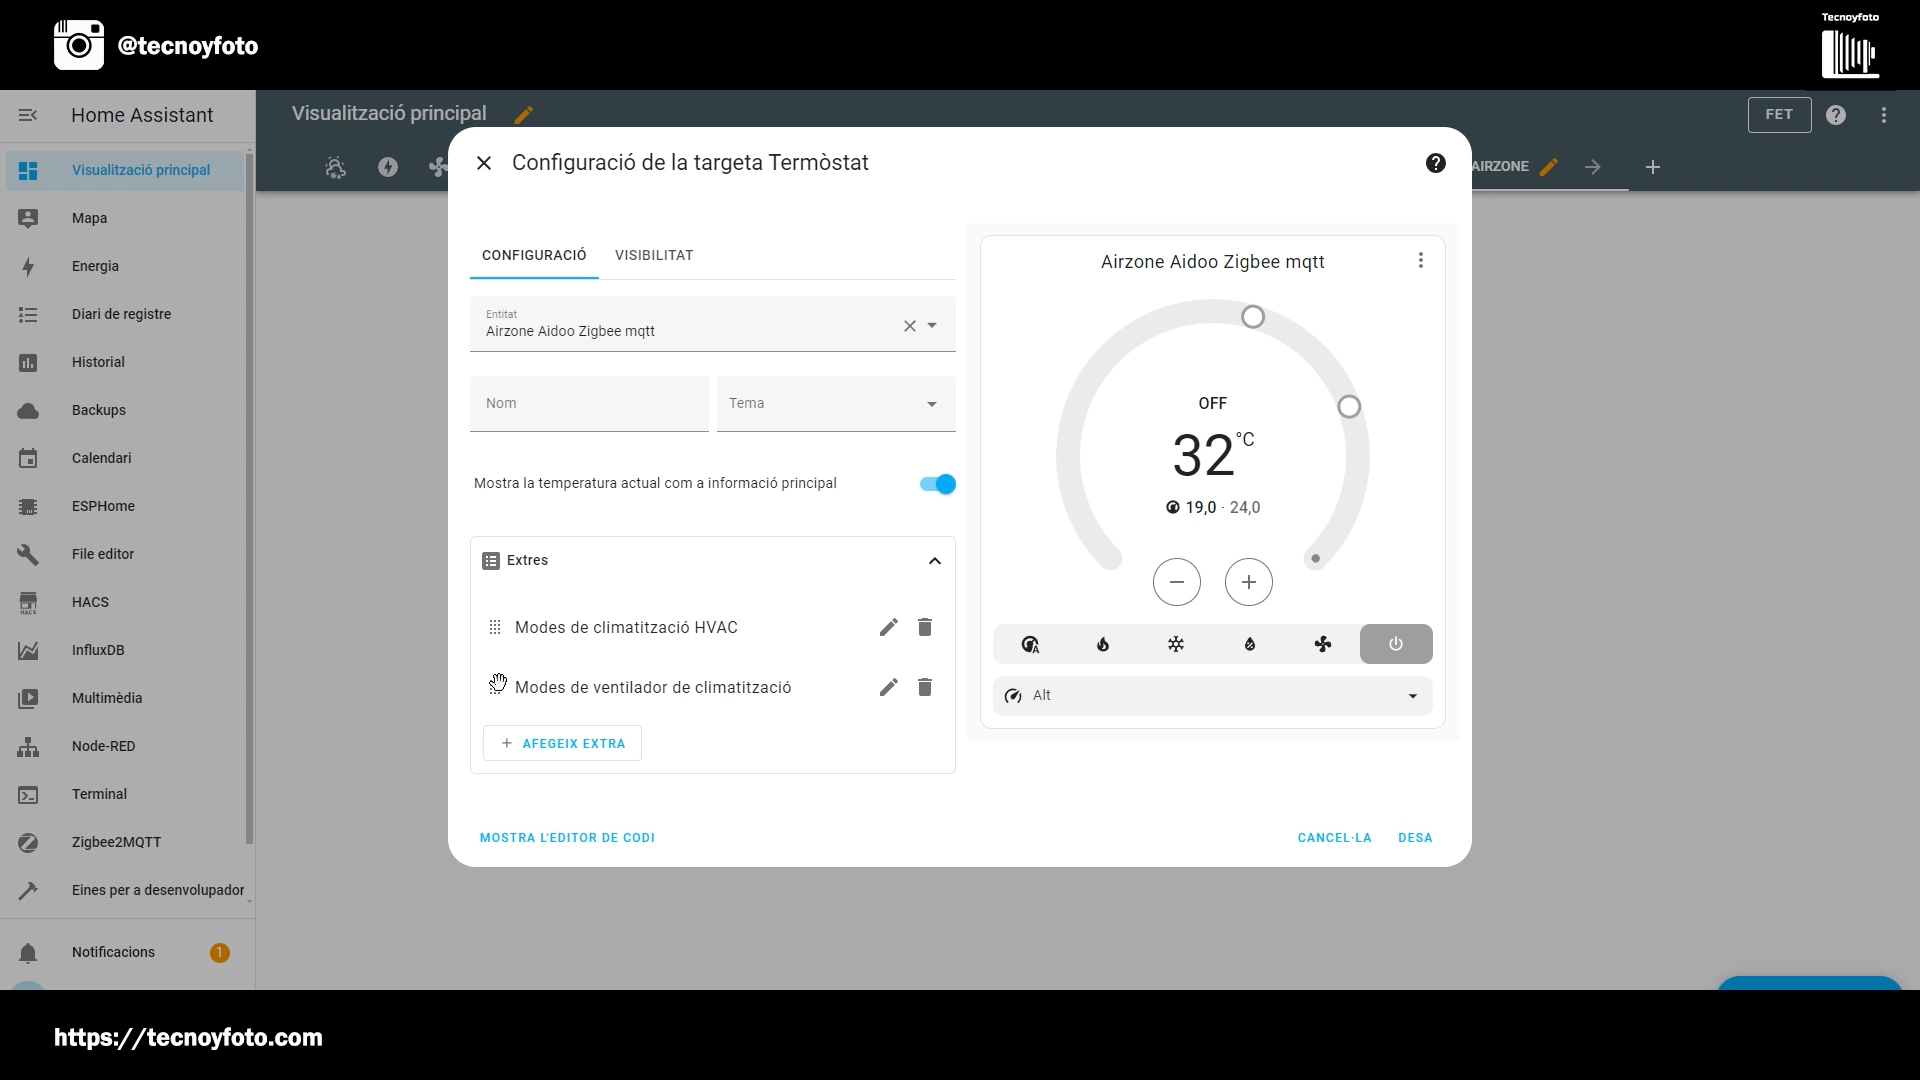 @tecnoyfoto
Tecnoyfoto
Home Assistant
Visualització principal
FET
Visualització principal
Mapa
Energia
Diari de registre
Historial
Backups
Calendari
ESPHome
File editor
HACS
HACS
InfluxDB
Multimèdia
Node-RED
Terminal
Zigbee2MQTT
Eines per a desenvolupador
Notificacions
1
AIRZONE
Configuració de la targeta Termòstat
CONFIGURACIÓ
VISIBILITAT
Entitat
Airzone Aidoo Zigbee mqtt
Nom
Tema
Mostra la temperatura actual com a informació principal
Extres
Modes de climatització HVAC
Modes de ventilador de climatització
+ AFEGEIX EXTRA
Airzone Aidoo Zigbee mqtt
OFF
32 °C
19,0 · 24,0
Alt
MOSTRA L'EDITOR DE CODI
CANCEL·LA
DESA
https://tecnoyfoto.com